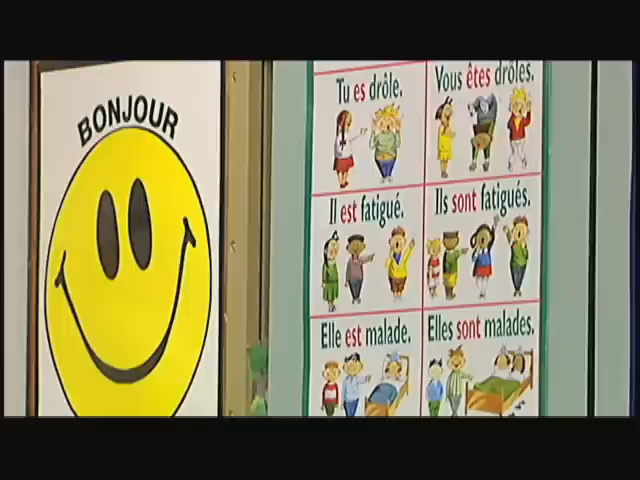 BONJOUR
Tu es drôle.
Vous êtes drôles.
Il est fatigué.
Ils sont fatigués.
Elle est malade.
Elles sont malades.